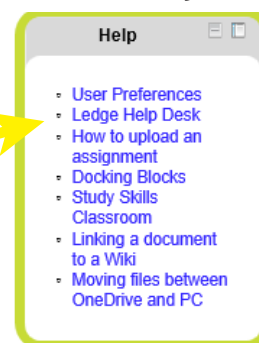 Help
User Preferences
Ledge Help Desk
How to upload an
assignment
Docking Blocks
Study Skills
Classroom
Linking a document
to a Wiki
Moving files between
OneDrive and PC